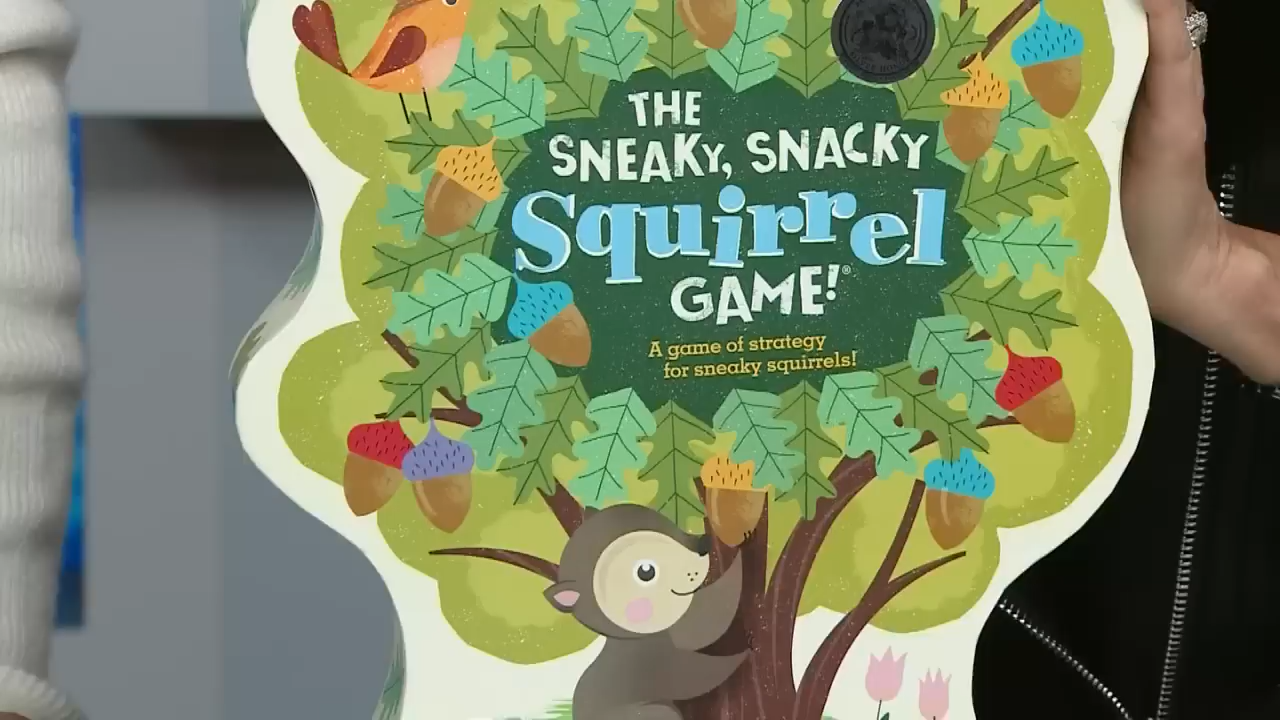 THE
SNEAKY, SNACKY
Squirrel
GAME!®
A game of strategy
for sneaky squirrels!